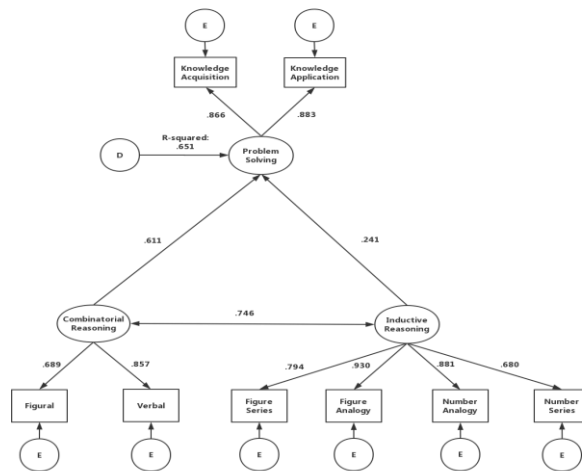 E
E
Knowledge
Acquisition
Knowledge
Application
.866
.883
R-squared:
.651
D
Problem
Solving
.611
.241
Combinatorial
Reasoning
.746
Inductive
Reasoning
.689
.857
.794
.930
.881
.680
Figural
Verbal
Figure
Series
Figure
Analogy
Number
Analogy
Number
Series
E
E
E
E
E
E